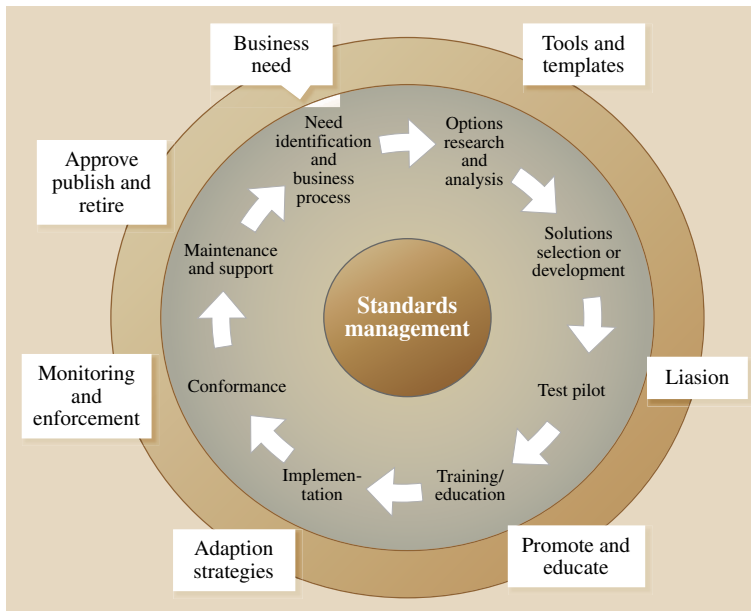 Business
need
Tools and
templates
Need
identification
and
business
process
Options
research
and
analysis
Approve
publish and
retire
Maintenance
and support
Solutions
selection or
development
Standards
management
Monitoring
and
enforcement
Conformance
Test pilot
Liasion
Implemen-
tation
Training/
education
Adaption
strategies
Promote and
educate